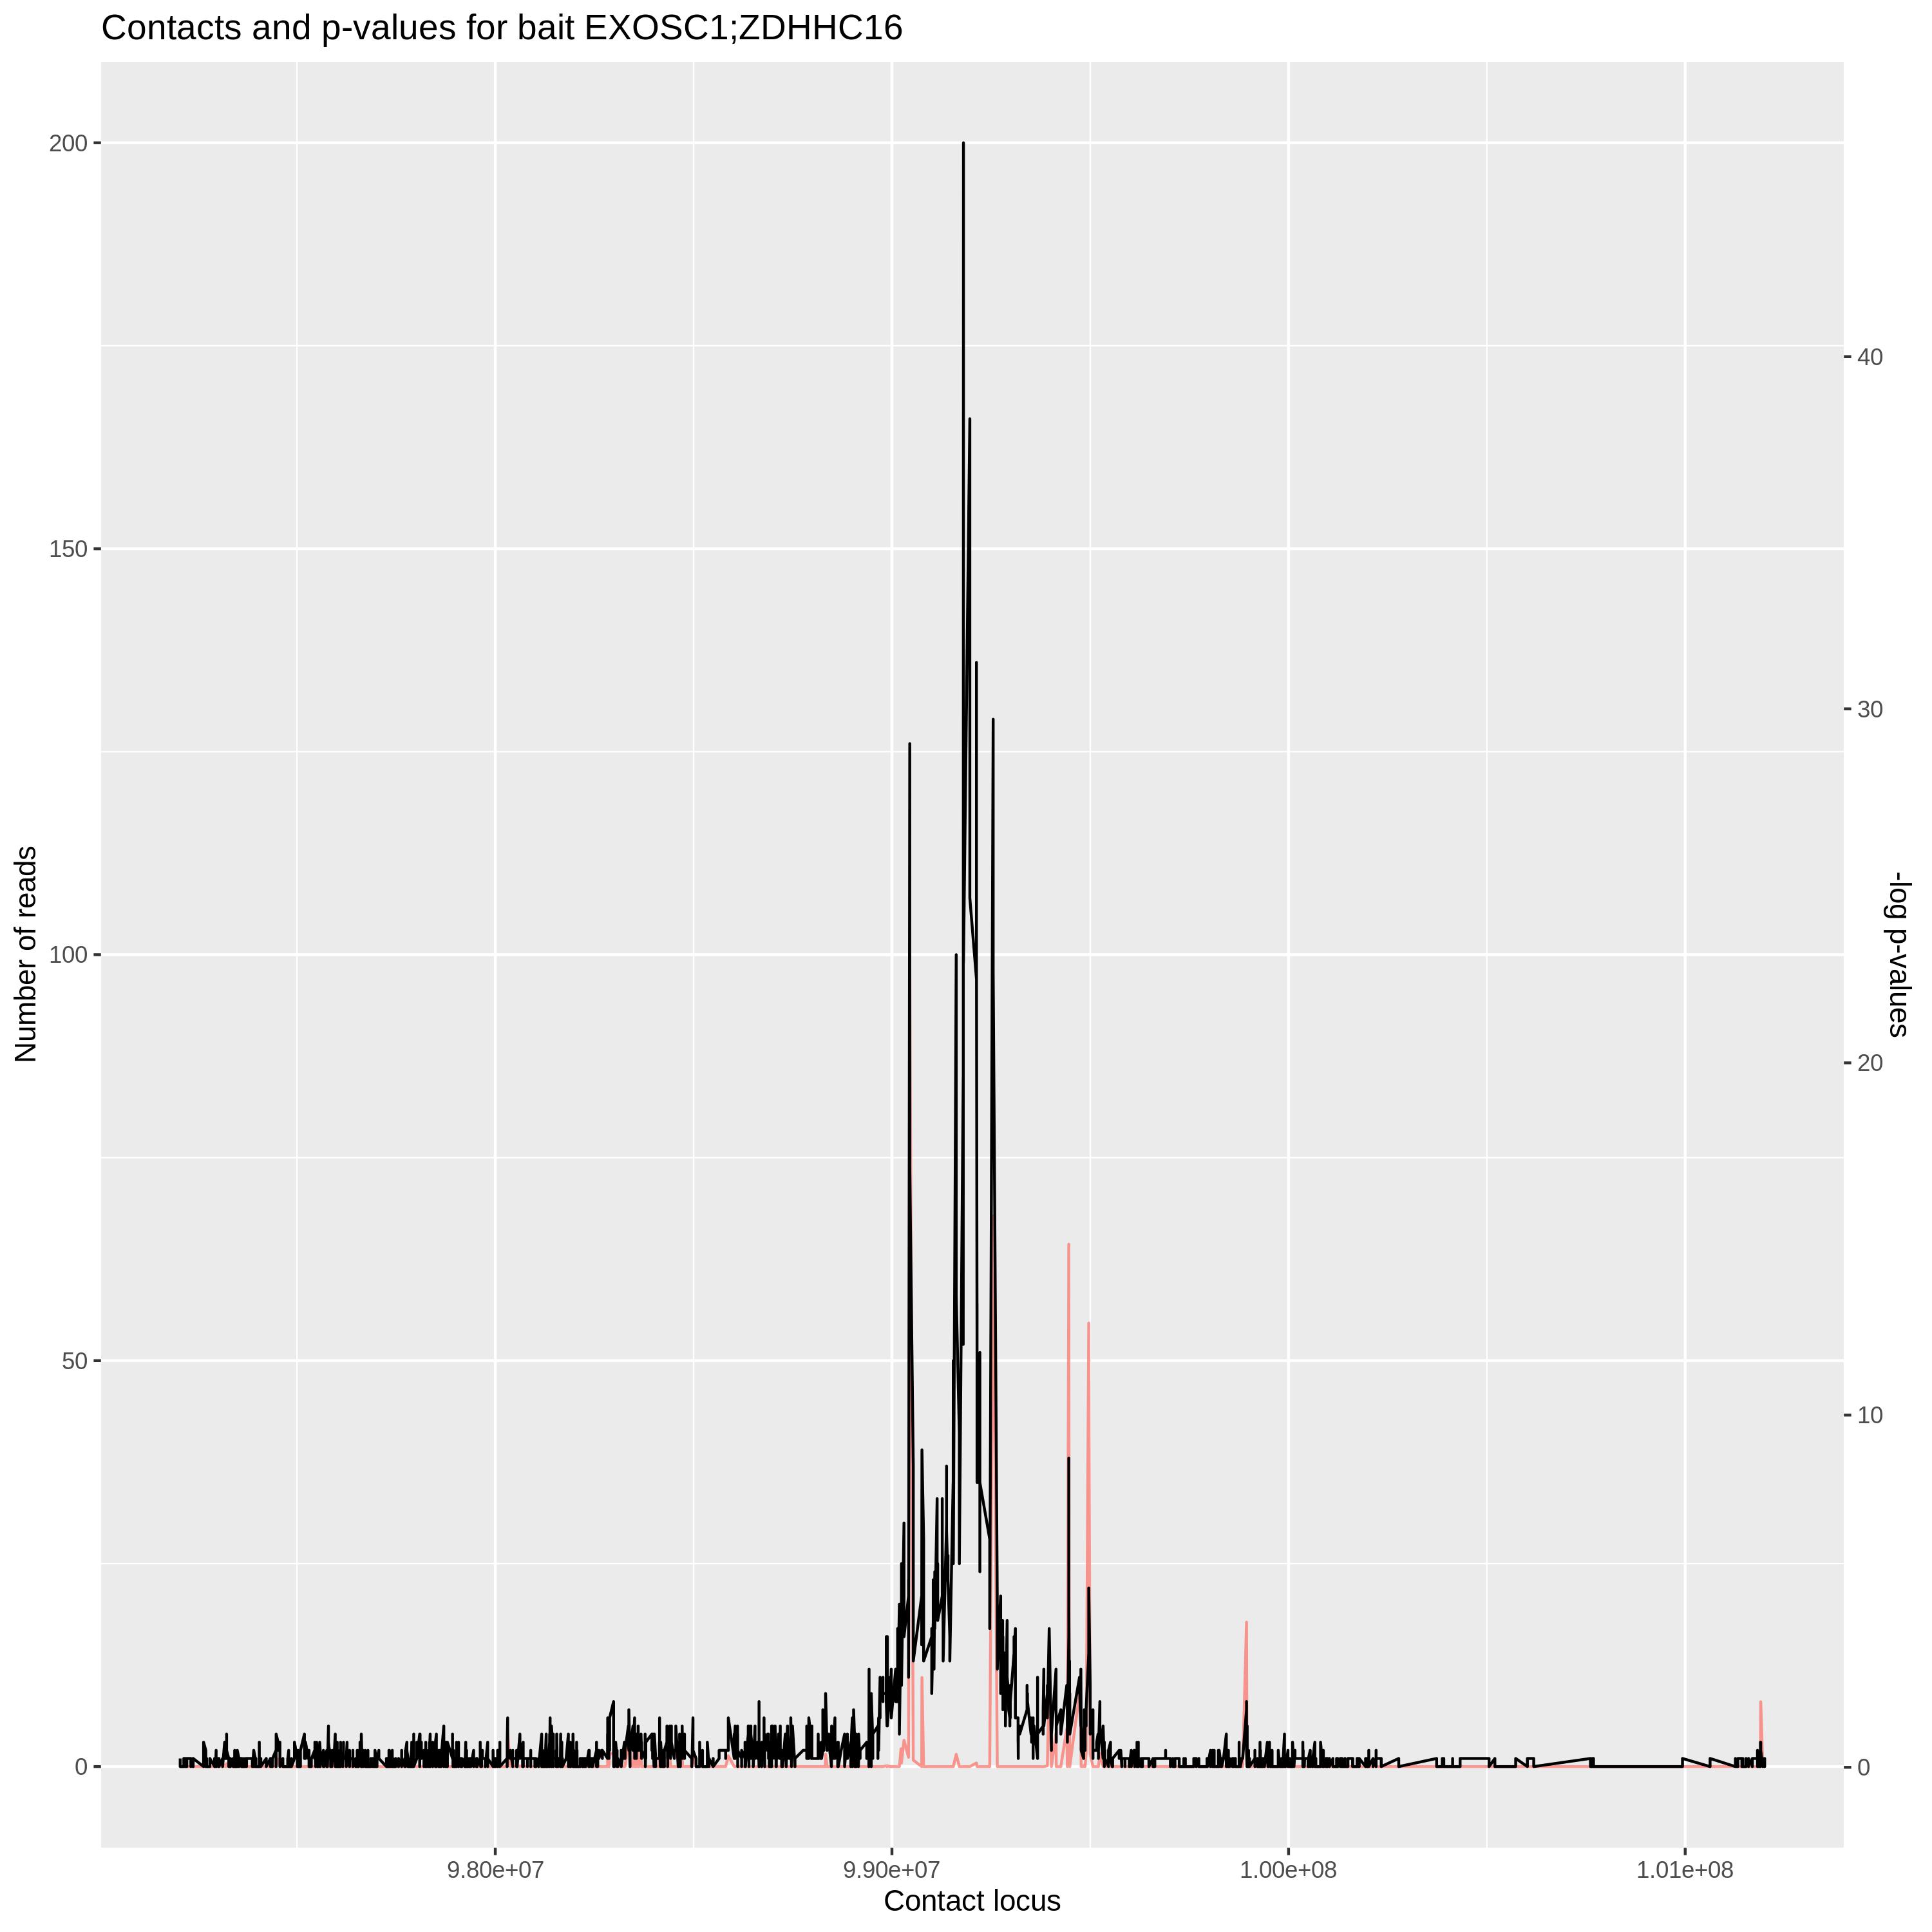 Contacts and p-values for bait EXOSC1;ZDHHC16
200
150
100
50
0
Number of reads
40
30
20
10
0
-log p-values
9.80e+07
9.90e+07
1.00e+08
1.01e+08
Contact locus